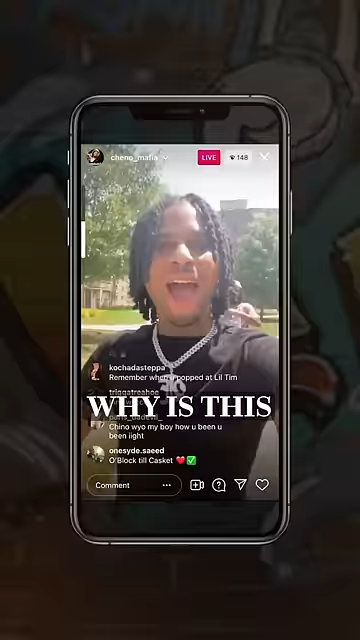 cheno_mafia
LIVE
148
kochadasteppa
Remember when popped at Lil Tim
triggatreahee
WHY IS THIS
Chino wyo my boy how u been u
been light
onesyde.saeed
O'Block till Casket ❤️✅
Comment